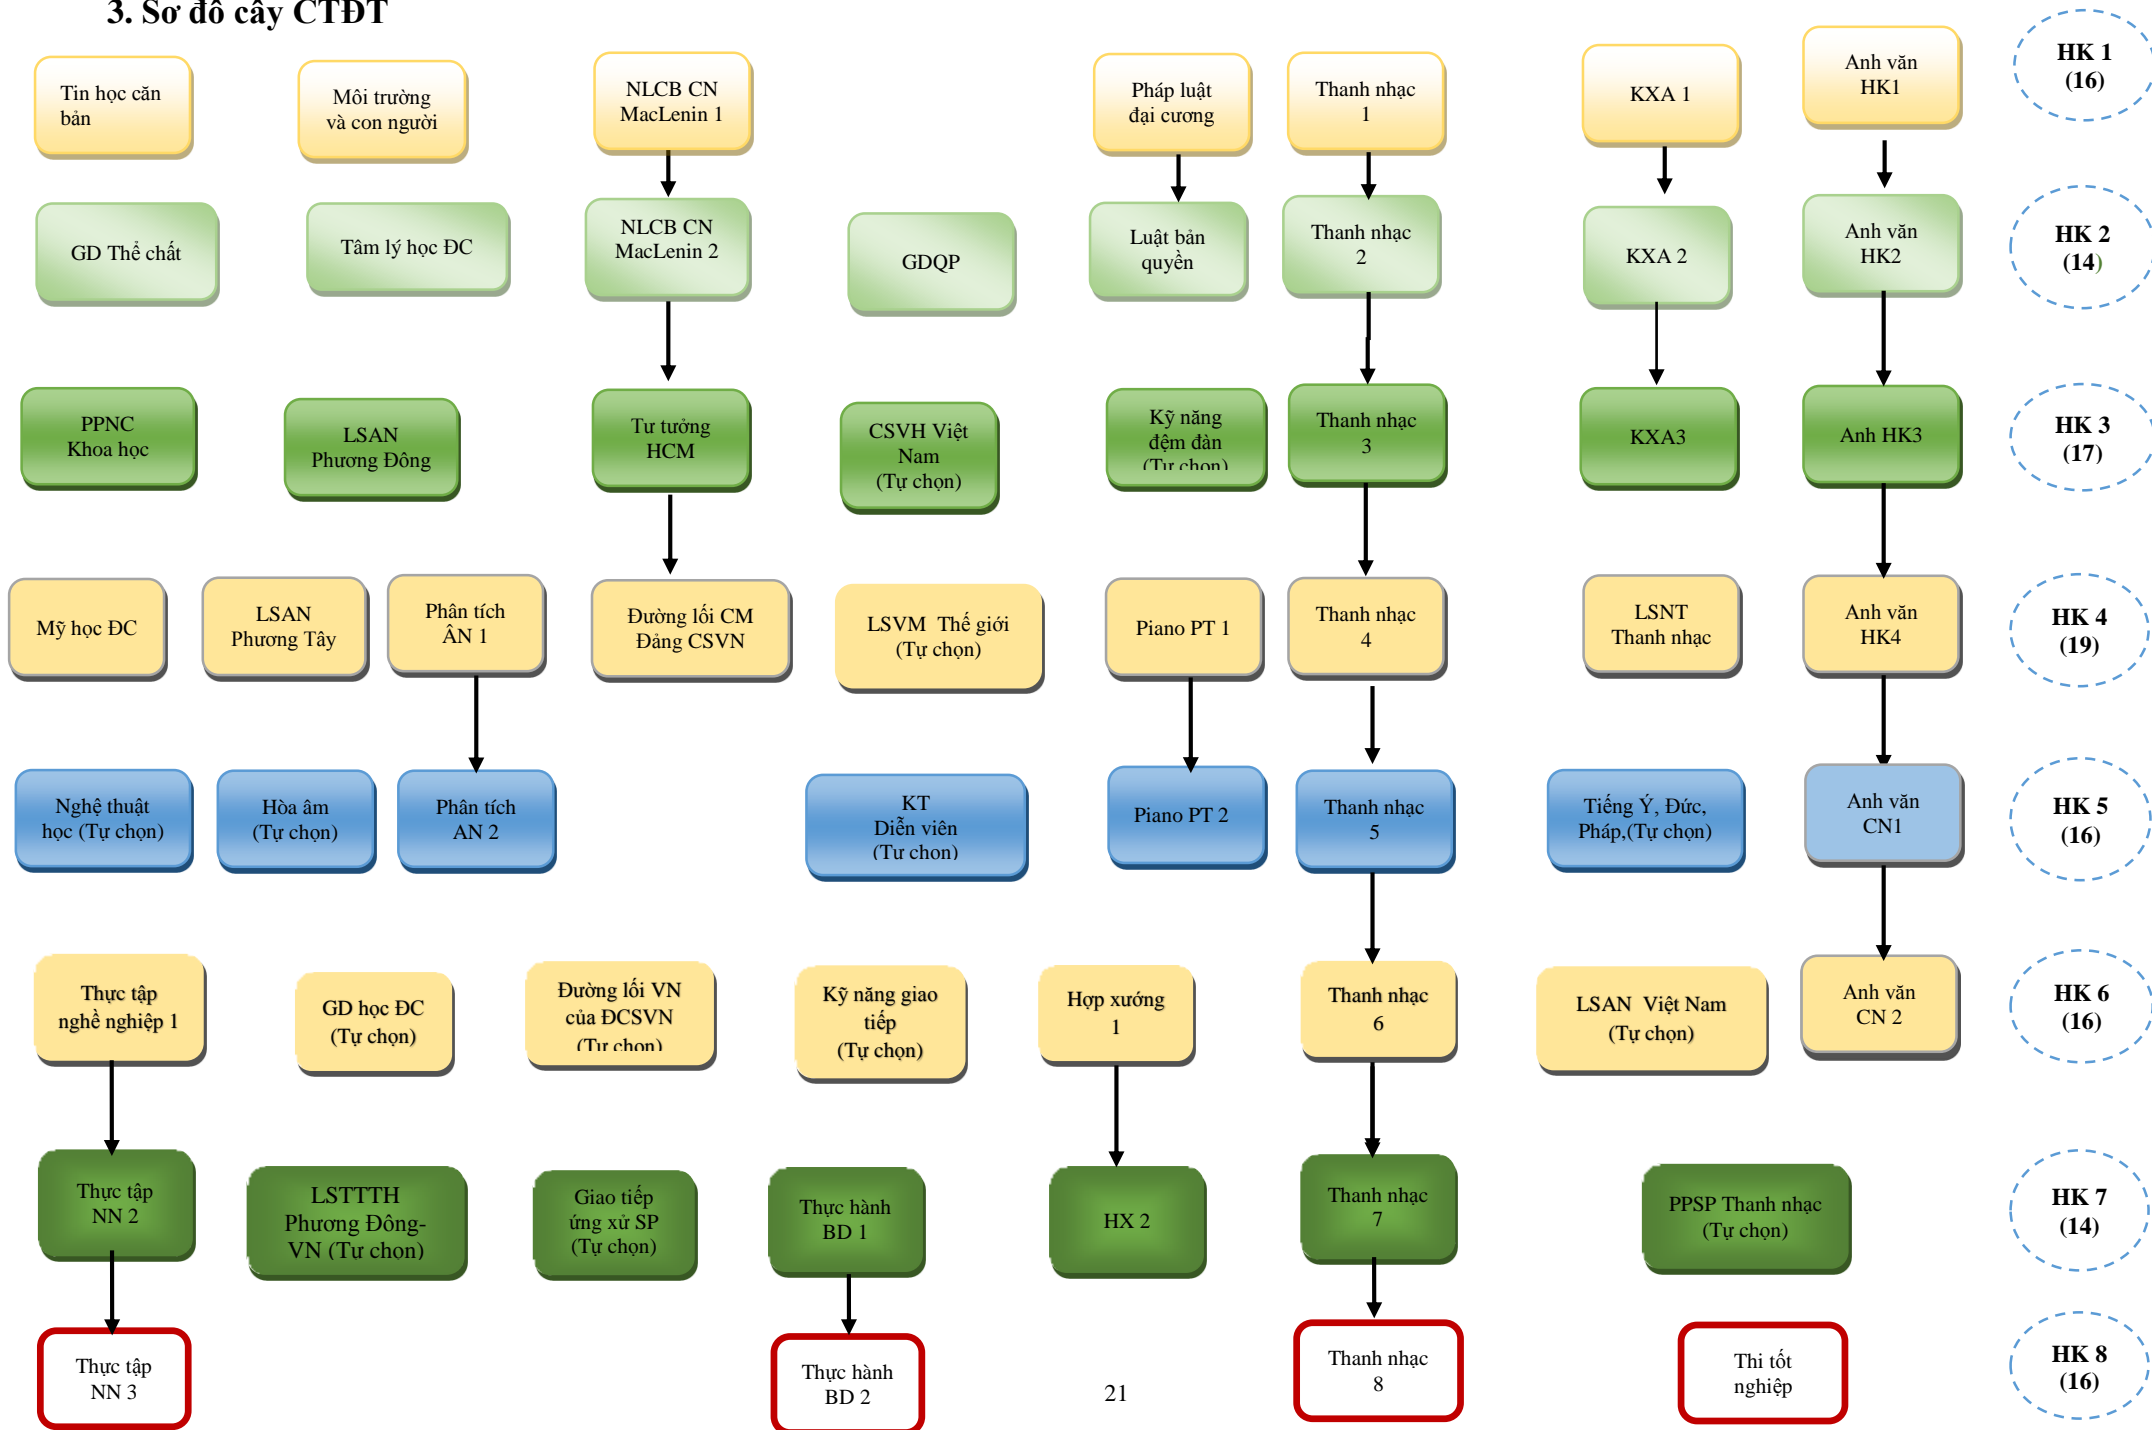 3. Sơ đồ cây CTĐT
Tin học căn
bản
Môi trường
và con người
NLCB CN
MacLenin 1
Pháp luật
đại cương
Thanh nhạc
1
KXA 1
Anh văn
HK1
HK 1
(16)
GD Thể chất
Tâm lý học ĐC
NLCB CN
MacLenin 2
GDQP
Luật bản
quyền
Thanh nhạc
2
KXA 2
Anh văn
HK2
HK 2
(14)
PPNC
Khoa học
LSAN
Phương Đông
Tư tưởng
HCM
CSVH Việt
Nam
(Tự chọn)
Kỹ năng
đệm đàn
(Tự chọn)
Thanh nhạc
3
KXA3
Anh HK3
HK 3
(17)
Mỹ học ĐC
LSAN
Phương Tây
Phân tích
ÂN 1
Đường lối CM
Đảng CSVN
LSVM  Thế giới
(Tự chọn)
Piano PT 1
Thanh nhạc
4
LSNT
Thanh nhạc
Anh văn
HK4
HK 4
(19)
Nghệ thuật
học (Tự chọn)
Hòa âm
(Tự chọn)
Phân tích
AN 2
KT
Diễn viên
(Tự chọn)
Piano PT 2
Thanh nhạc
5
Tiếng Ý, Đức,
Pháp,(Tự chọn)
Anh văn
CN1
HK 5
(16)
Thực tập
nghề nghiệp 1
GD học ĐC
(Tự chọn)
Đường lối VN
của ĐCSVN
(Tự chọn)
Kỹ năng giao
tiếp
(Tự chọn)
Hợp xướng
1
Thanh nhạc
6
LSAN  Việt Nam
(Tự chọn)
Anh văn
CN 2
HK 6
(16)
Thực tập
NN 2
LSTTTH
Phương Đông-
VN (Tự chọn)
Giao tiếp
ứng xử SP
(Tự chọn)
Thực hành
BD 1
HX 2
Thanh nhạc
7
PPSP Thanh nhạc
(Tự chọn)
HK 7
(14)
Thực tập
NN 3
Thực hành
BD 2
Thanh nhạc
8
Thi tốt
nghiệp
HK 8
(16)
21